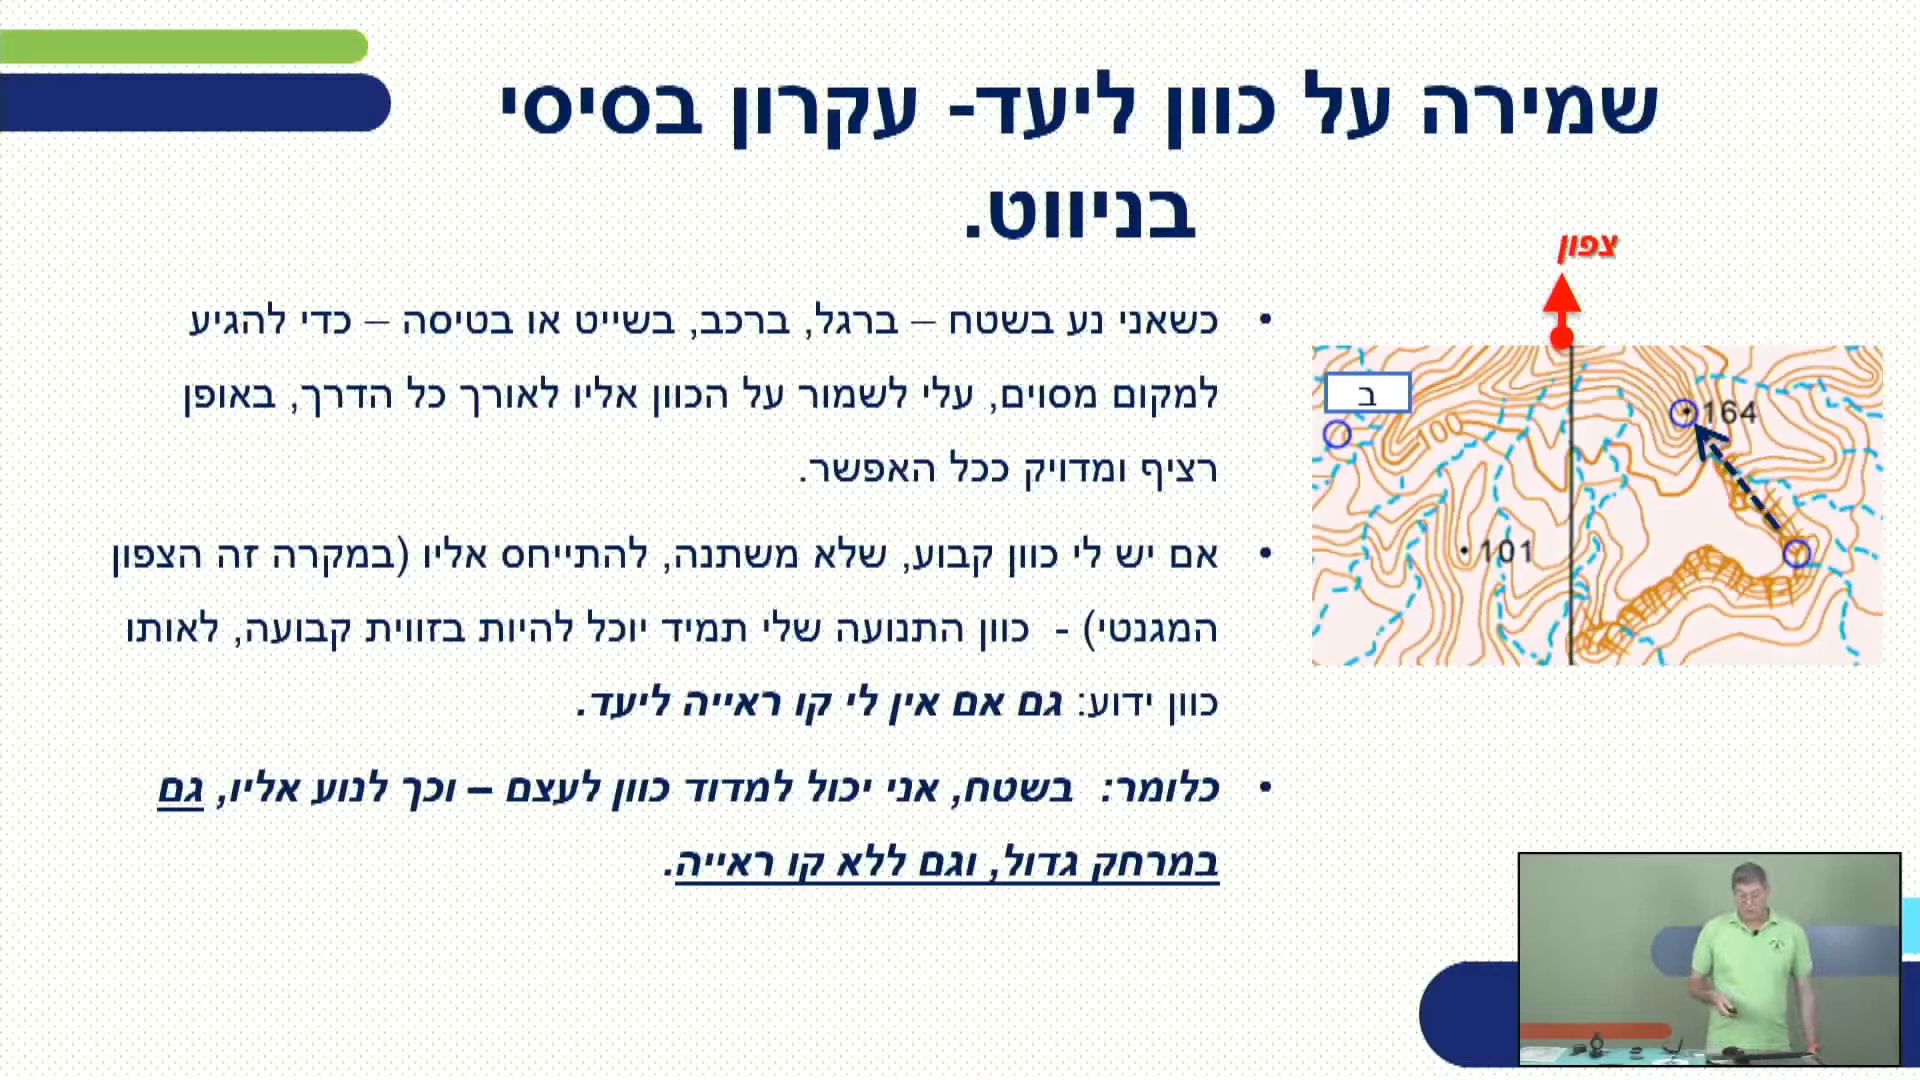 שמירה על כוון ליעד- עקרון בסיסי
בניווט.
צפון
• כשאני נע בשטח – ברגל, ברכב, בשייט או בטיסה – כדי להגיע
למקום מסוים, עלי לשמור על הכוון אליו לאורך כל הדרך, באופן
רציף ומדויק ככל האפשר.
• אם יש לי כוון קבוע, שלא משתנה, להתייחס אליו (במקרה זה הצפון
המגנטי) - כוון התנועה שלי תמיד יוכל להיות בזווית קבועה, לאותו
כוון ידוע: גם אם אין לי קו ראייה ליעד.
• כלומר: בשטח, אני יכול למדוד כוון לעצם – וכך לנוע אליו, גם
במרחק גדול, וגם ללא קו ראייה.
ב
164
101